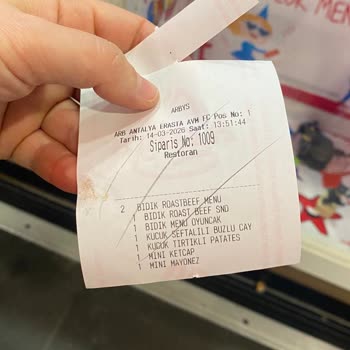 ARBYS
ARB ANTALYA ERASTA AVM FC Pos No: 1
Tarih: 14-03-2026 Saat: 13:51:44
Siparis No: 1009
Restoran
2 BIDIK ROASTBEEF MENU
1 BIDIK ROAST BEEF SND
1 BIDIK MENU OYUNCAK
1 KUCUK SEFTALILI BUZLU CAY
1 KUCUK TIRTIKLI PATATES
1 MINI KETCAP
1 MINI MAYONEZ